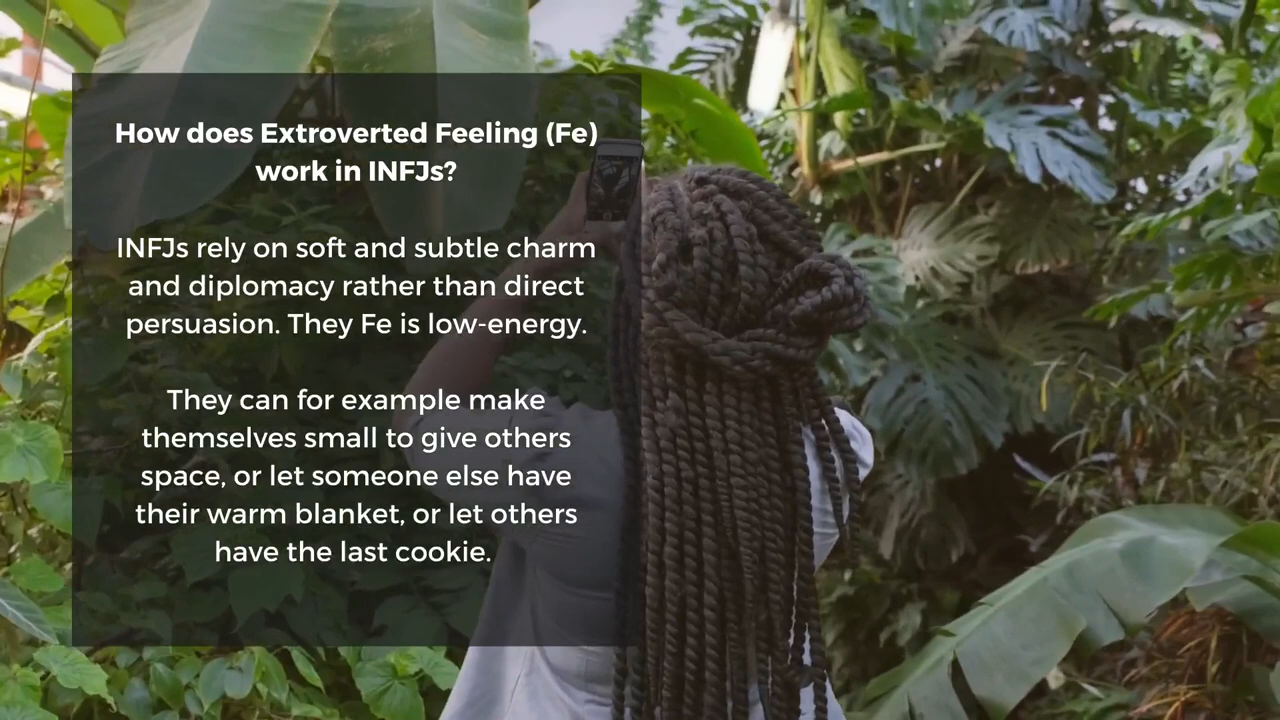 How does Extroverted Feeling (Fe)
work in INFJs?
INFJs rely on soft and subtle charm
and diplomacy rather than direct
persuasion. They Fe is low-energy.
They can for example make
themselves small to give others
space, or let someone else have
their warm blanket, or let others
have the last cookie.